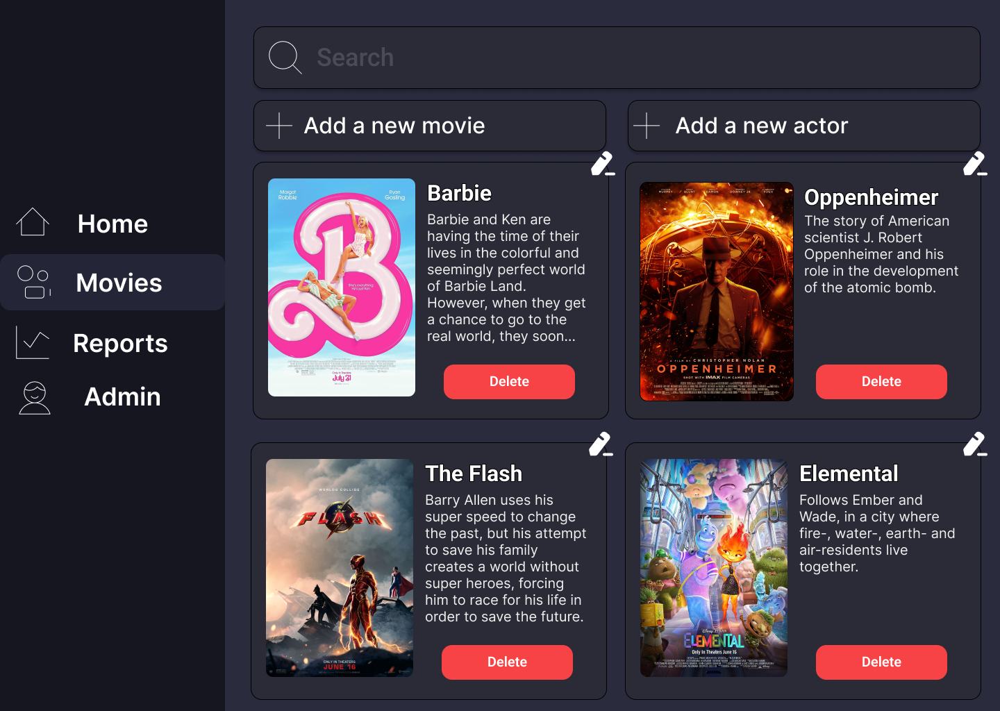 Search
Add a new movie
Add a new actor
Home
Movies
Reports
Admin
Margot
Robbie
Ryan
Gosling
She's everything.
He's just Ken.
Only in Theaters
July 21
Barbie
Barbie and Ken are
having the time of their
lives in the colorful and
seemingly perfect world
of Barbie Land.
However, when they get
a chance to go to the
real world, they soon...
Delete
MURPHY
BLUNT
DAMON
DOWNEY JR
PUGH
A FILM BY CHRISTOPHER NOLAN
OPPENHEIMER
SHOT WITH IMAX FILM CAMERAS
Oppenheimer
The story of American
scientist J. Robert
Oppenheimer and his
role in the development
of the atomic bomb.
Delete
WORLDS COLLIDE
THE
FLASH
ONLY IN THEATERS
JUNE 16
The Flash
Barry Allen uses his
super speed to change
the past, but his attempt
to save his family
creates a world without
super heroes, forcing
him to race for his life in
order to save the future.
Delete
Disney PIXAR
ELEMENTAL
Only In Theaters June 16
Elemental
Follows Ember and
Wade, in a city where
fire-, water-, earth- and
air-residents live
together.
Delete